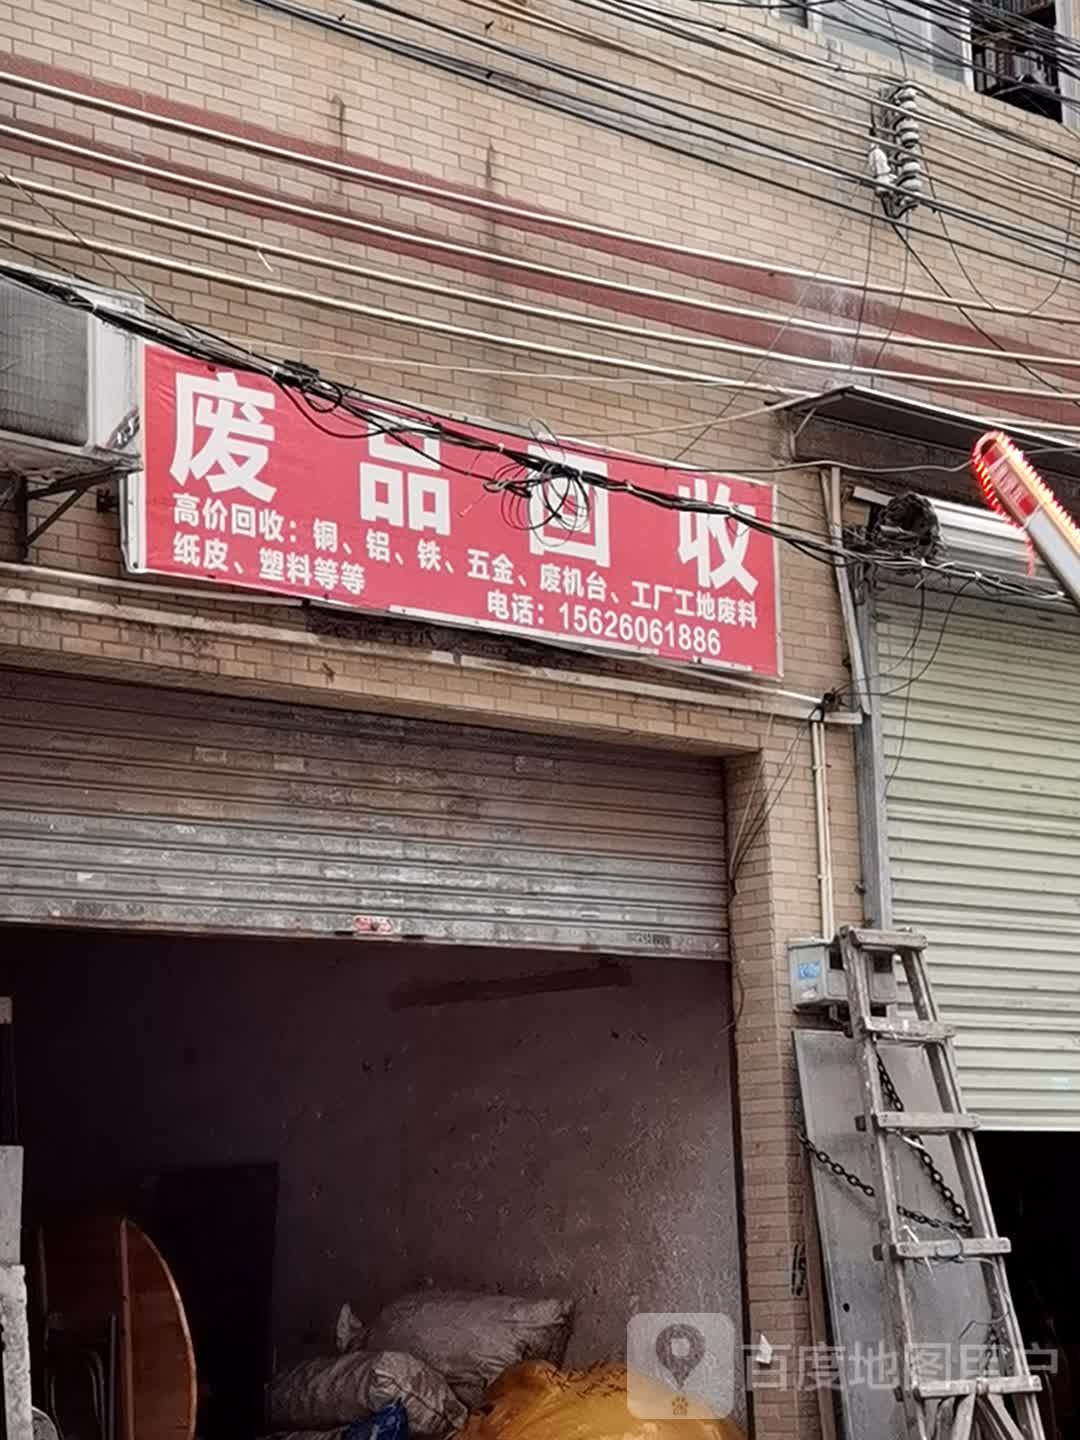 废品回收
高价回收：铜、铝、铁、五金、废机台、工厂工地废料
纸皮、塑料等等
电话：15626061886
百度地图用户